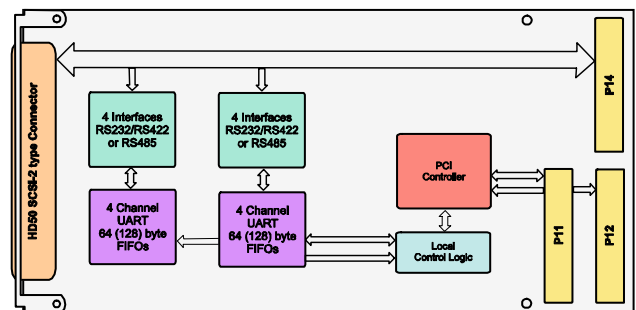 HD50 SCSI-2 type Connector
4 Interfaces
RS232/RS422
or RS485
4 Interfaces
RS232/RS422
or RS485
P14
4 Channel
UART
64 (128) byte
FIFOs
4 Channel
UART
64 (128) byte
FIFOs
PCI
Controller
Local
Control Logic
P11
P12